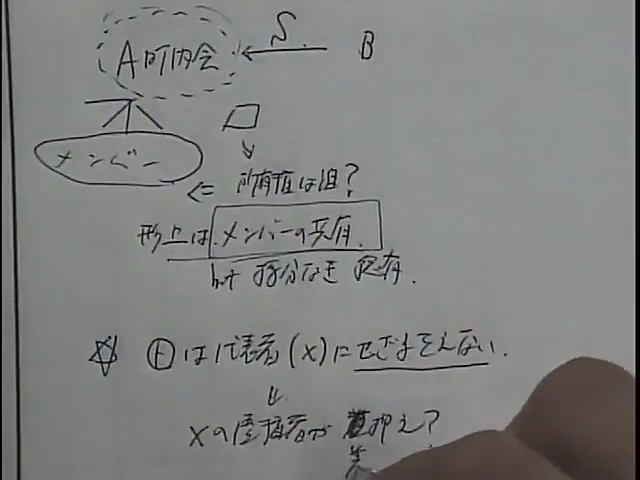 A町内会 ← B
メンバー
所有権は誰?
形上はメンバーの共有.
but 持分なき 総有.
☆ ㊤は代表者(X)にせざるをえない.
Xの債権者が 差押え?